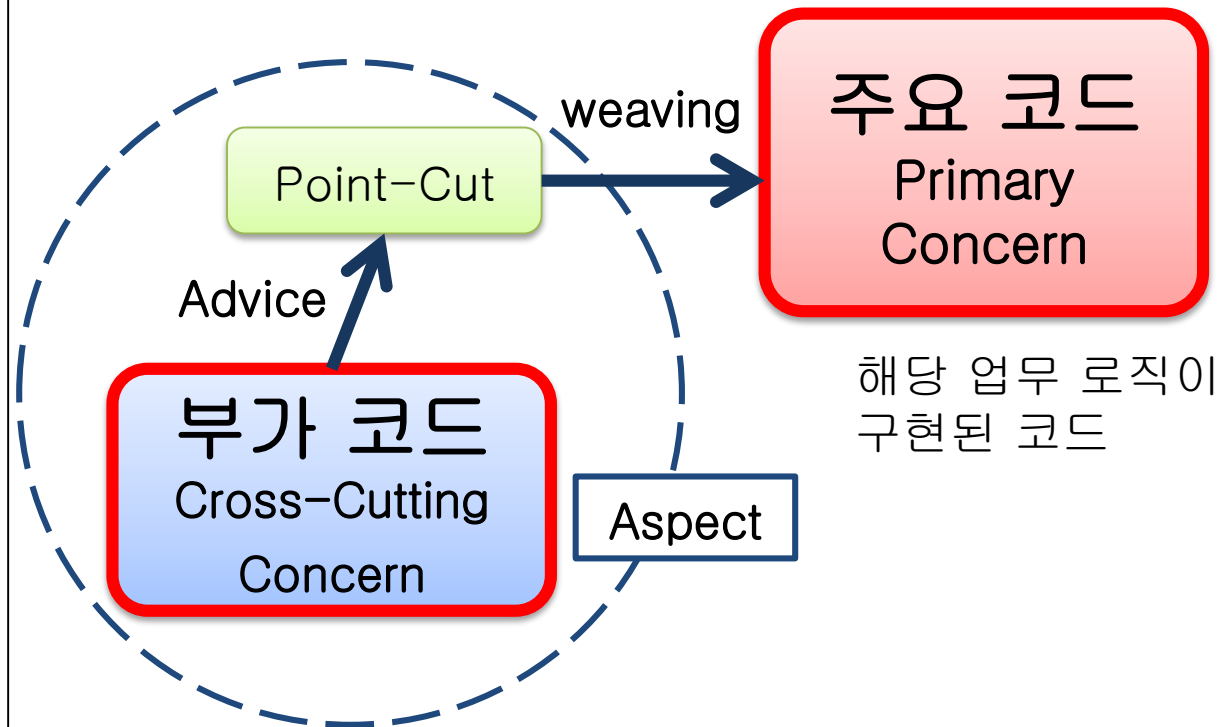 weaving
주요 코드
Primary
Concern
Point-Cut
Advice
해당 업무 로직이
구현된 코드
부가 코드
Cross-Cutting
Concern
Aspect